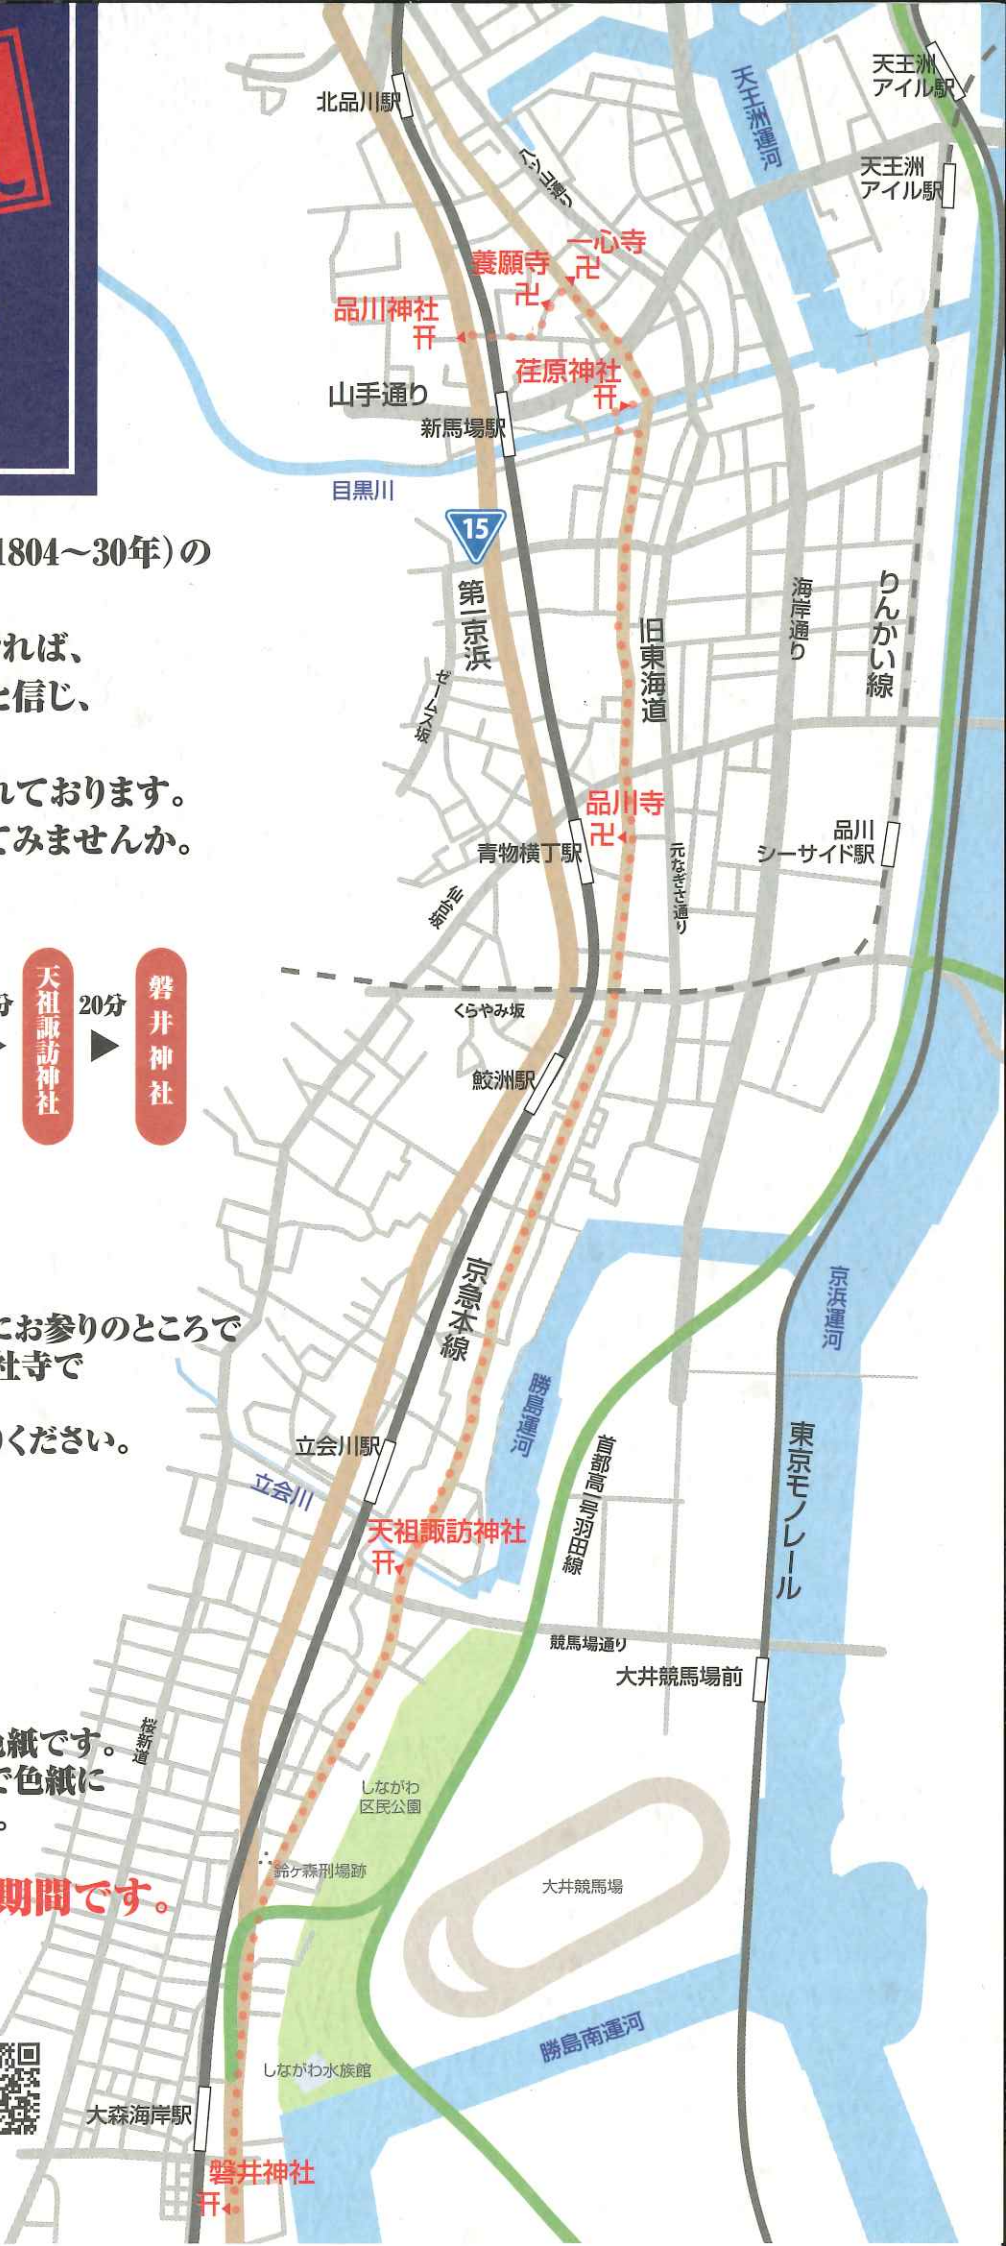 1804〜30年）の
れば、
と信じ、
れております。
てみませんか。
分
天祖諏訪神社
20分
磐井神社
にお参りのところで
社寺で
ください。
色紙です。
で色紙に
。
期間です。
北品川駅
天王洲
アイル駅
天王洲運河
天王洲
アイル駅
八ツ山通り
一心寺
養願寺
品川神社
荏原神社
山手通り
新馬場駅
目黒川
15
第一京浜
ゼームス坂
旧東海道
海岸通り
りんかい線
品川寺
青物横丁駅
品川
シーサイド駅
元なぎさ通り
仙台坂
くらやみ坂
鮫洲駅
京急本線
京浜運河
勝島運河
立会川駅
立会川
首都高一号羽田線
東京モノレール
天祖諏訪神社
競馬場通り
大井競馬場前
桜新道
しながわ
区民公園
鈴ヶ森刑場跡
大井競馬場
勝島南運河
しながわ水族館
大森海岸駅
磐井神社